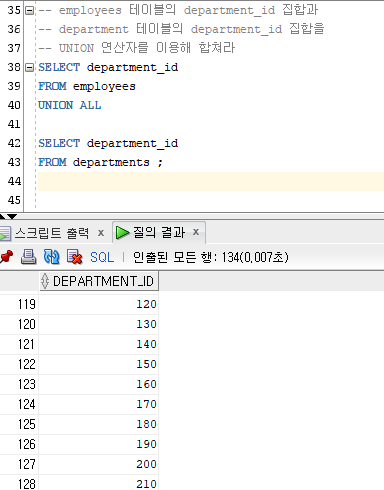 35 -- employees 테이블의 department_id 집합과
36 -- department 테이블의 department_id 집합을
37 -- UNION 연산자를 이용해 합쳐라
38 SELECT department_id
39 FROM employees
40 UNION ALL
41
42 SELECT department_id
43 FROM departments ;
44
45
스크립트 출력 x 질의 결과 x
SQL | 인출된 모든 행: 134(0,007초)
DEPARTMENT_ID
119 120
120 130
121 140
122 150
123 160
124 170
125 180
126 190
127 200
128 210